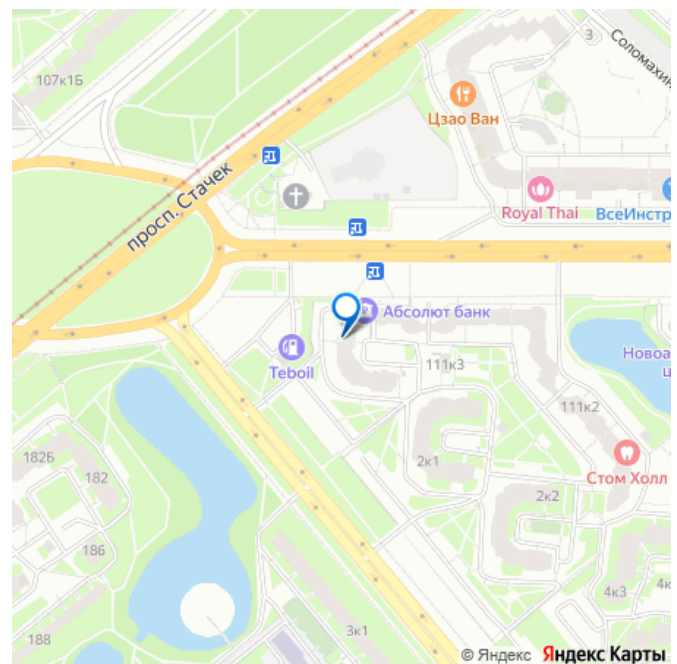 3
Соломахин
107к1Б
Цзао Ван
просп. Стачек
Royal Thai
ВсеИнстр
Абсолют банк
Teboil
Новоа
ц
111к3
111к2
182Б
182
2к1
Стом Холл
2к2
186
4к3
4к
188
3к1
© Яндекс Яндекс Карты